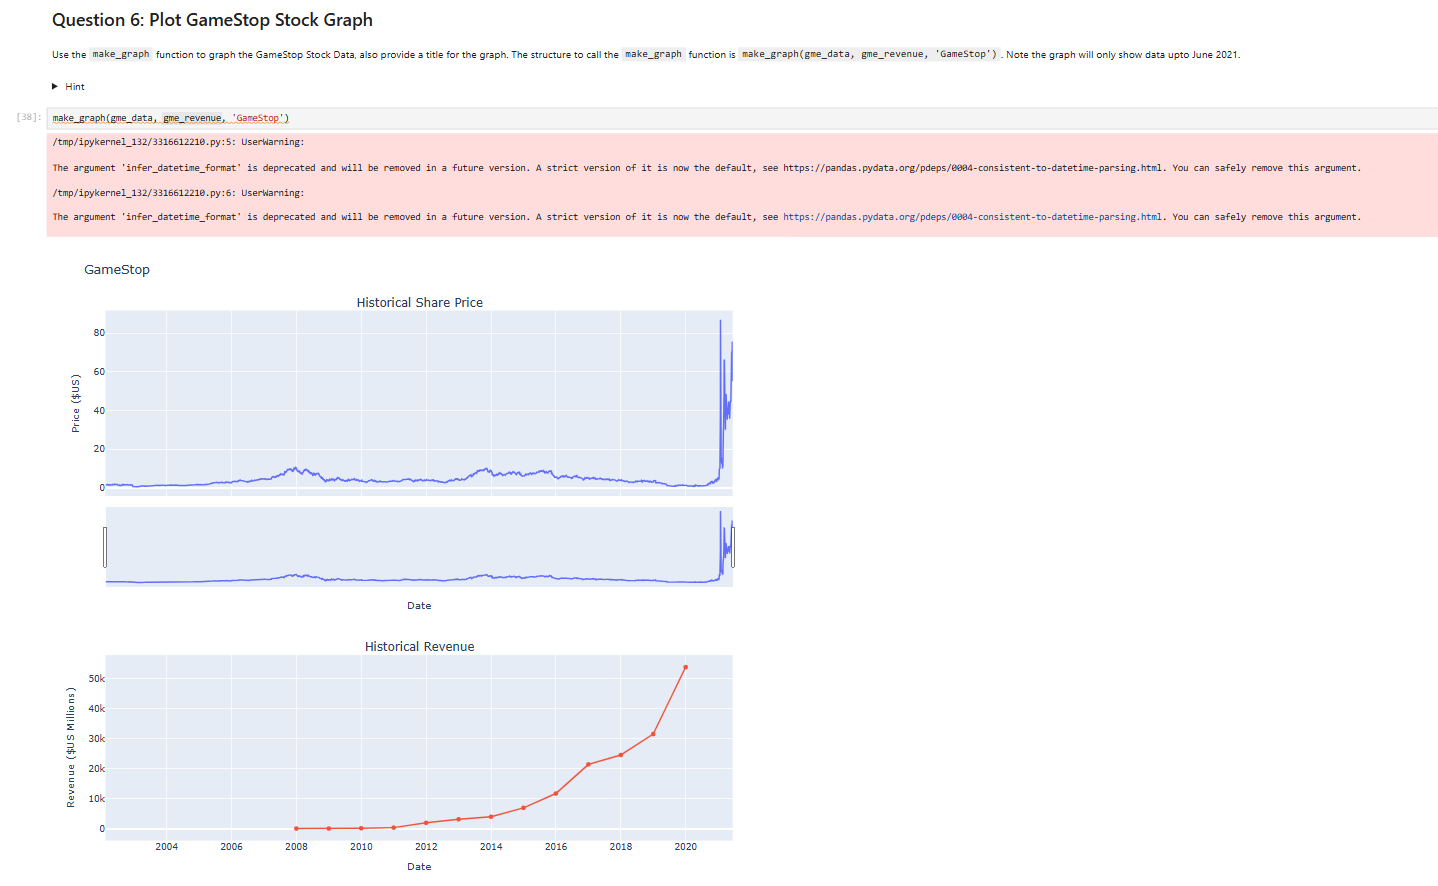 Question 6: Plot GameStop Stock Graph
Use the make_graph function to graph the GameStop Stock Data, also provide a title for the graph. The structure to call the make_graph function is make_graph(gme_data, gme_revenue, 'GameStop') . Note the graph will only show data upto June 2021.
Hint
[38]: make_graph(gme_data, gme_revenue, 'GameStop')
/tmp/ipykernel_132/3316612210.py:5: UserWarning:
The argument 'infer_datetime_format' is deprecated and will be removed in a future version. A strict version of it is now the default, see https://pandas.pydata.org/pdeps/0004-consistent-to-datetime-parsing.html. You can safely remove this argument.
/tmp/ipykernel_132/3316612210.py:6: UserWarning:
The argument 'infer_datetime_format' is deprecated and will be removed in a future version. A strict version of it is now the default, see https://pandas.pydata.org/pdeps/0004-consistent-to-datetime-parsing.html. You can safely remove this argument.
GameStop
Historical Share Price
80
60
40
20
0
Price ($US)
Date
Historical Revenue
50k
40k
30k
20k
10k
0
Revenue ($US Millions)
2004 2006 2008 2010 2012 2014 2016 2018 2020
Date